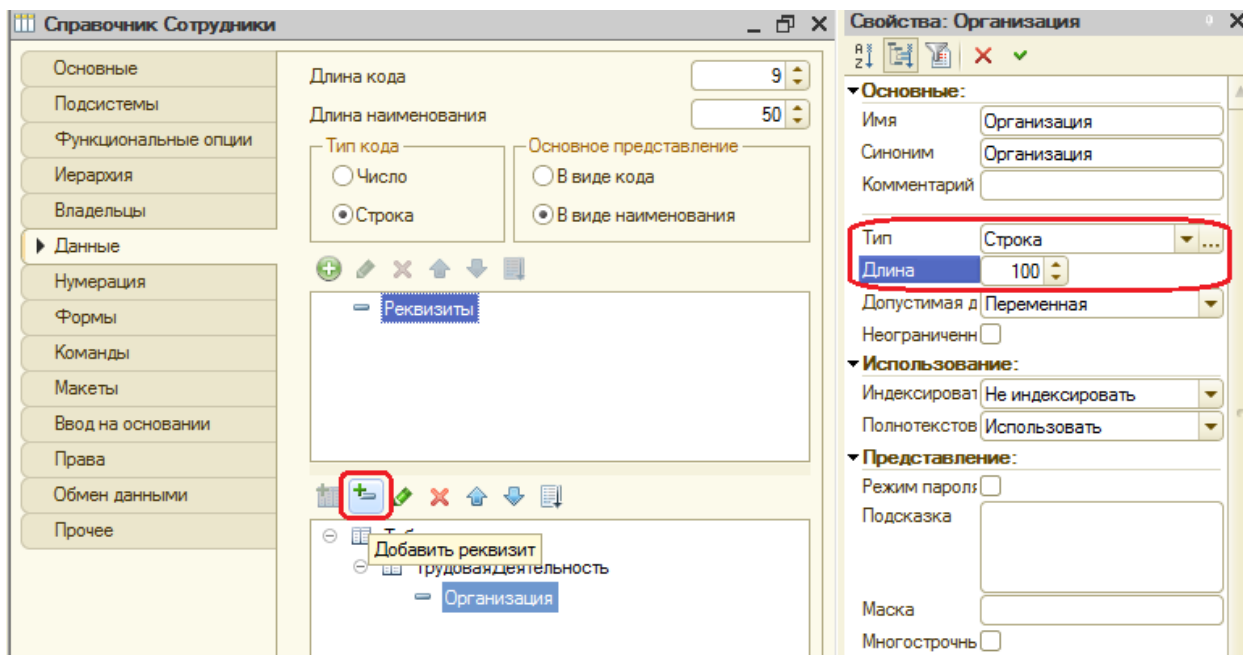 Справочник Сотрудники
Основные
Подсистемы
Функциональные опции
Иерархия
Владельцы
Данные
Нумерация
Формы
Команды
Макеты
Ввод на основании
Права
Обмен данными
Прочее
Длина кода 9
Длина наименования 50
Тип кода
Число
Строка
Основное представление
В виде кода
В виде наименования
Реквизиты
Добавить реквизит
ТрудоваяДеятельность
Организация
Свойства: Организация
Основные:
Имя Организация
Синоним Организация
Комментарий
Тип Строка ...
Длина 100
Допустимая д Переменная
Неограниченн
Использование:
Индексироват Не индексировать
Полнотекстов Использовать
Представление:
Режим пароля
Подсказка
Маска
Многострочнь